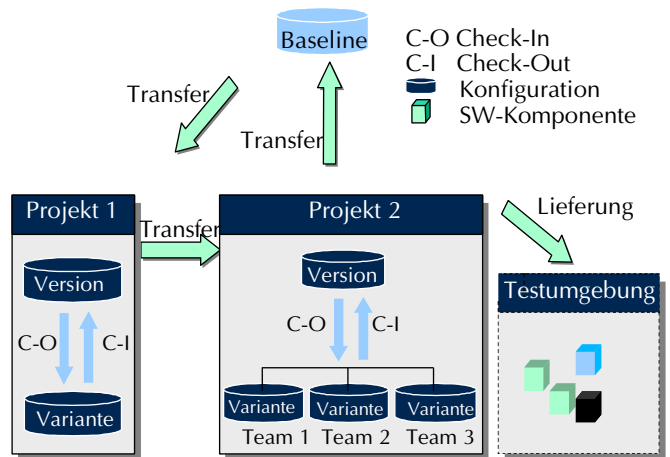 Baseline
C-O Check-In
C-I Check-Out
Konfiguration
SW-Komponente
Transfer
Transfer
Projekt 1
Transfer
Projekt 2
Lieferung
Version
C-O
C-I
Variante
Version
C-O
C-I
Variante
Variante
Variante
Team 1
Team 2
Team 3
Testumgebung